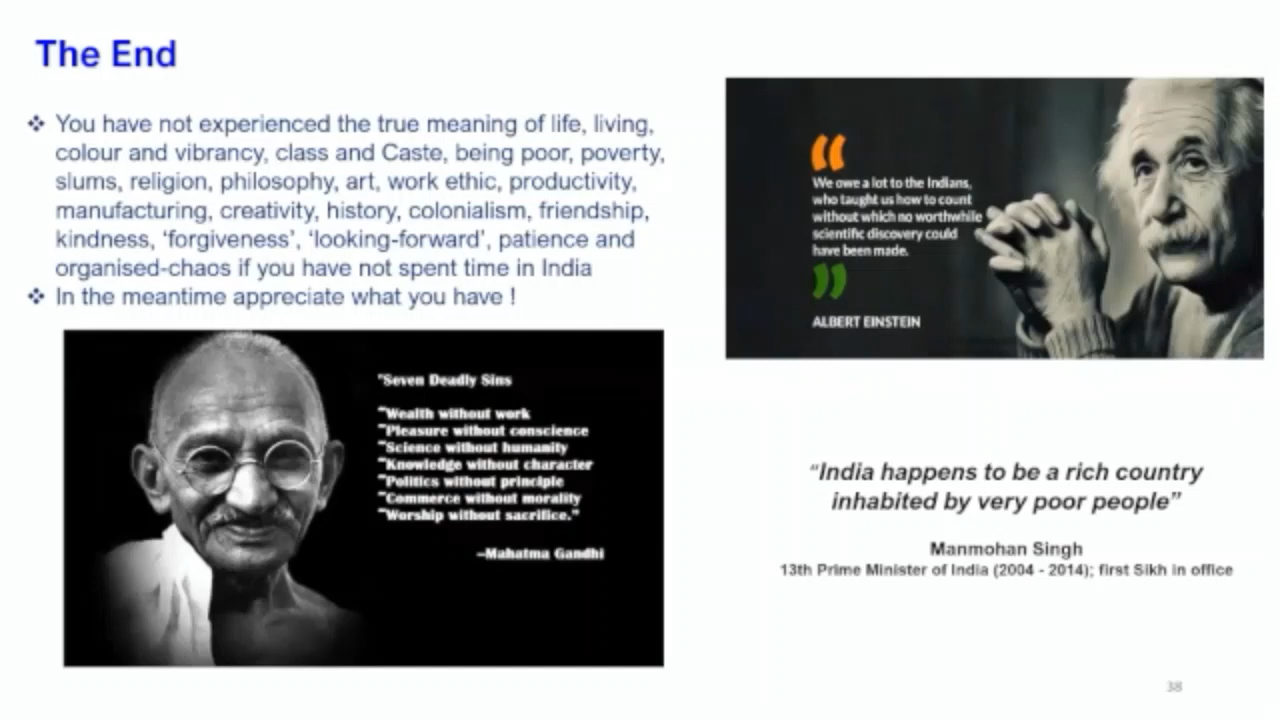 The End
❖ You have not experienced the true meaning of life, living,
colour and vibrancy, class and Caste, being poor, poverty,
slums, religion, philosophy, art, work ethic, productivity,
manufacturing, creativity, history, colonialism, friendship,
kindness, ‘forgiveness’, ‘looking-forward’, patience and
organised-chaos if you have not spent time in India
❖ In the meantime appreciate what you have !
"Seven Deadly Sins
"Wealth without work
"Pleasure without conscience
"Science without humanity
"Knowledge without character
"Politics without principle
"Commerce without morality
"Worship without sacrifice."
—Mahatma Gandhi
“
We owe a lot to the Indians,
who taught us how to count
without which no worthwhile
scientific discovery could
have been made.
”
ALBERT EINSTEIN
“India happens to be a rich country
inhabited by very poor people”
Manmohan Singh
13th Prime Minister of India (2004 - 2014); first Sikh in office
38